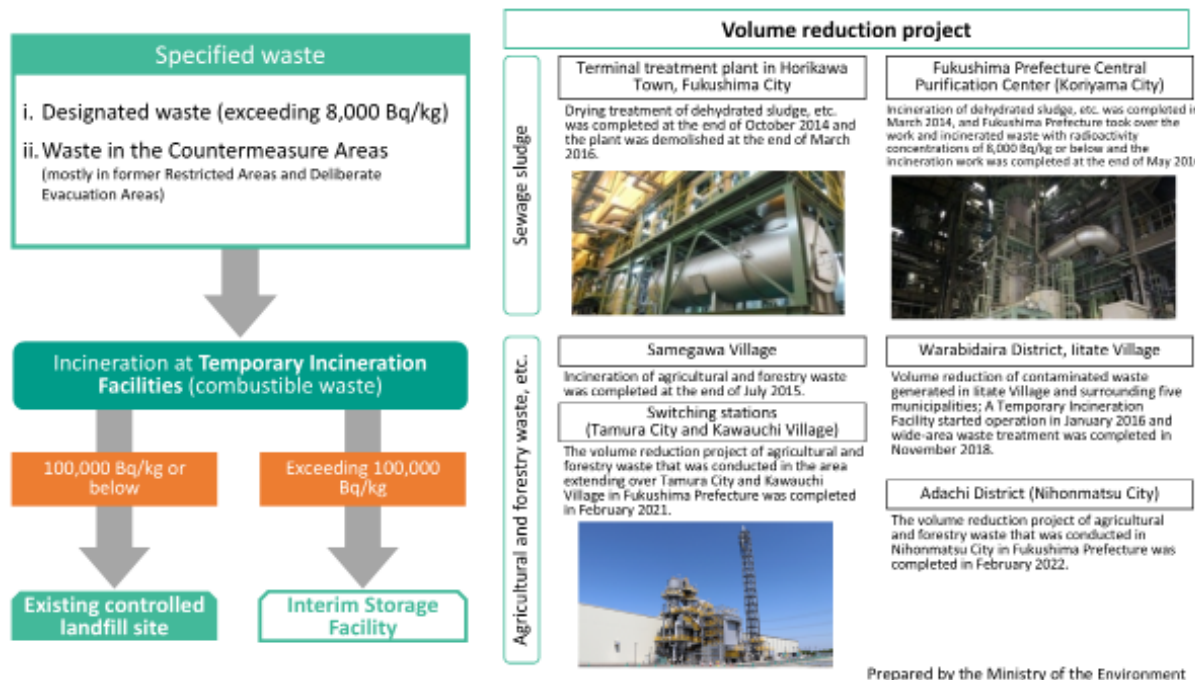 Specified waste
i. Designated waste (exceeding 8,000 Bq/kg)
ii. Waste in the Countermeasure Areas
(mostly in former Restricted Areas and Deliberate
Evacuation Areas)
Incineration at Temporary Incineration
Facilities (combustible waste)
100,000 Bq/kg or
below
Exceeding 100,000
Bq/kg
Existing controlled
landfill site
Interim Storage
Facility
Volume reduction project
Sewage sludge
Terminal treatment plant in Horikawa
Town, Fukushima City
Drying treatment of dehydrated sludge, etc.
was completed at the end of October 2014 and
the plant was demolished at the end of March
2016.
Fukushima Prefecture Central
Purification Center (Koriyama City)
Incineration of dehydrated sludge, etc. was completed in
March 2014, and Fukushima Prefecture took over the
work and incinerated waste with radioactivity
concentrations of 8,000 Bq/kg or below and the
incineration work was completed at the end of May
Agricultural and forestry waste, etc.
Samegawa Village
Incineration of agricultural and forestry waste
was completed at the end of July 2015.
Switching stations
(Tamura City and Kawauchi Village)
The volume reduction project of agricultural and
forestry waste that was conducted in the area
extending over Tamura City and Kawauchi
Village in Fukushima Prefecture was completed
in February 2021.
Warabidaira District, Iitate Village
Volume reduction of contaminated waste
generated in Iitate Village and surrounding five
municipalities; A Temporary Incineration
Facility started operation in January 2016 and
wide-area waste treatment was completed in
November 2018.
Adachi District (Nihonmatsu City)
The volume reduction project of agricultural
and forestry waste that was conducted in
Nihonmatsu City in Fukushima Prefecture was
completed in February 2022.
Prepared by the Ministry of the Environment